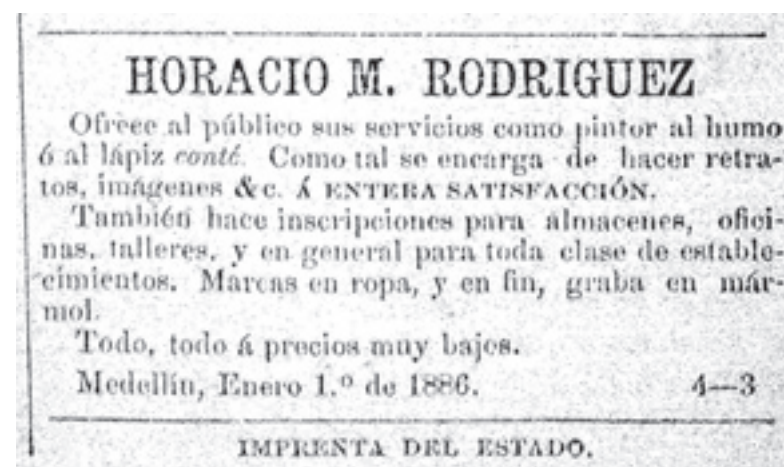 HORACIO M. RODRIGUEZ
Ofrece al público sus servicios como pintor al humo
ó al lápiz conté. Como tal se encarga de hacer retra-
tos, imágenes &c. Á ENTERA SATISFACCIÓN.
También hace inscripciones para almacenes, ofici-
nas, talleres, y en general para toda clase de estable-
cimientos. Marcas en ropa, y en fin, graba en már-
mol.
Todo, todo á precios muy bajos.
Medellín, Enero 1.º de 1886. 4—3
IMPRENTA DEL ESTADO.